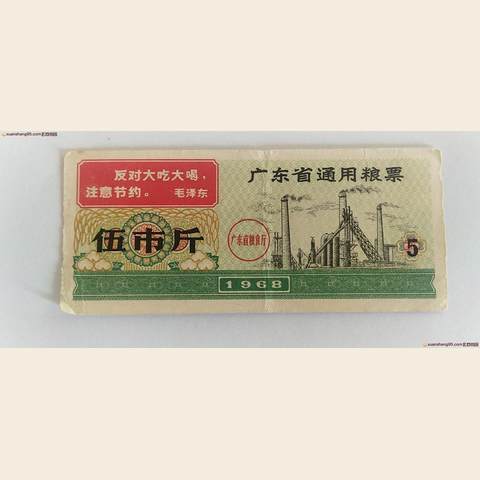 反对大吃大喝，
注意节约。 毛泽东
广东省通用粮票
伍市斤
广东省粮食厅
5
1968